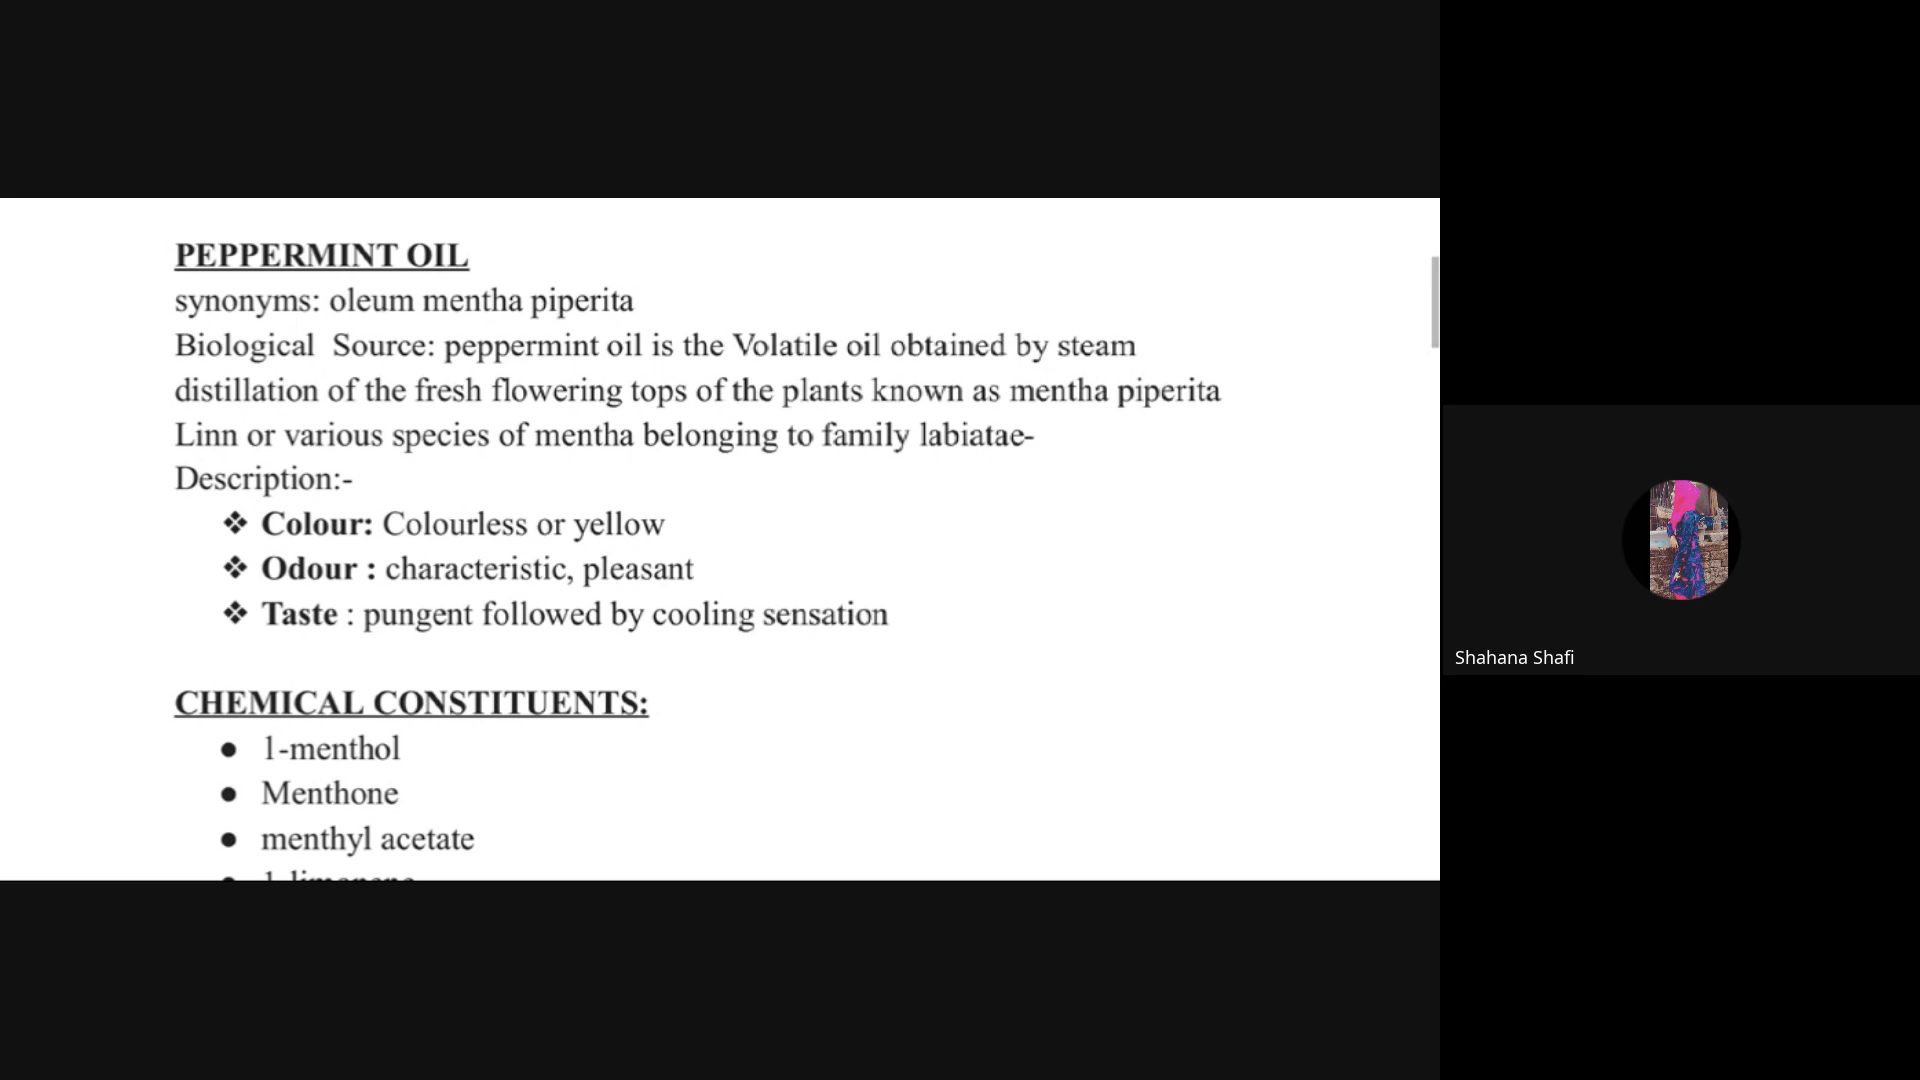 PEPPERMINT OIL
synonyms: oleum mentha piperita
Biological Source: peppermint oil is the Volatile oil obtained by steam
distillation of the fresh flowering tops of the plants known as mentha piperita
Linn or various species of mentha belonging to family labiatae-
Description:-
❖ Colour: Colourless or yellow
❖ Odour : characteristic, pleasant
❖ Taste : pungent followed by cooling sensation
CHEMICAL CONSTITUENTS:
● 1-menthol
● Menthone
● menthyl acetate
● 1-limonene
Shahana Shafi